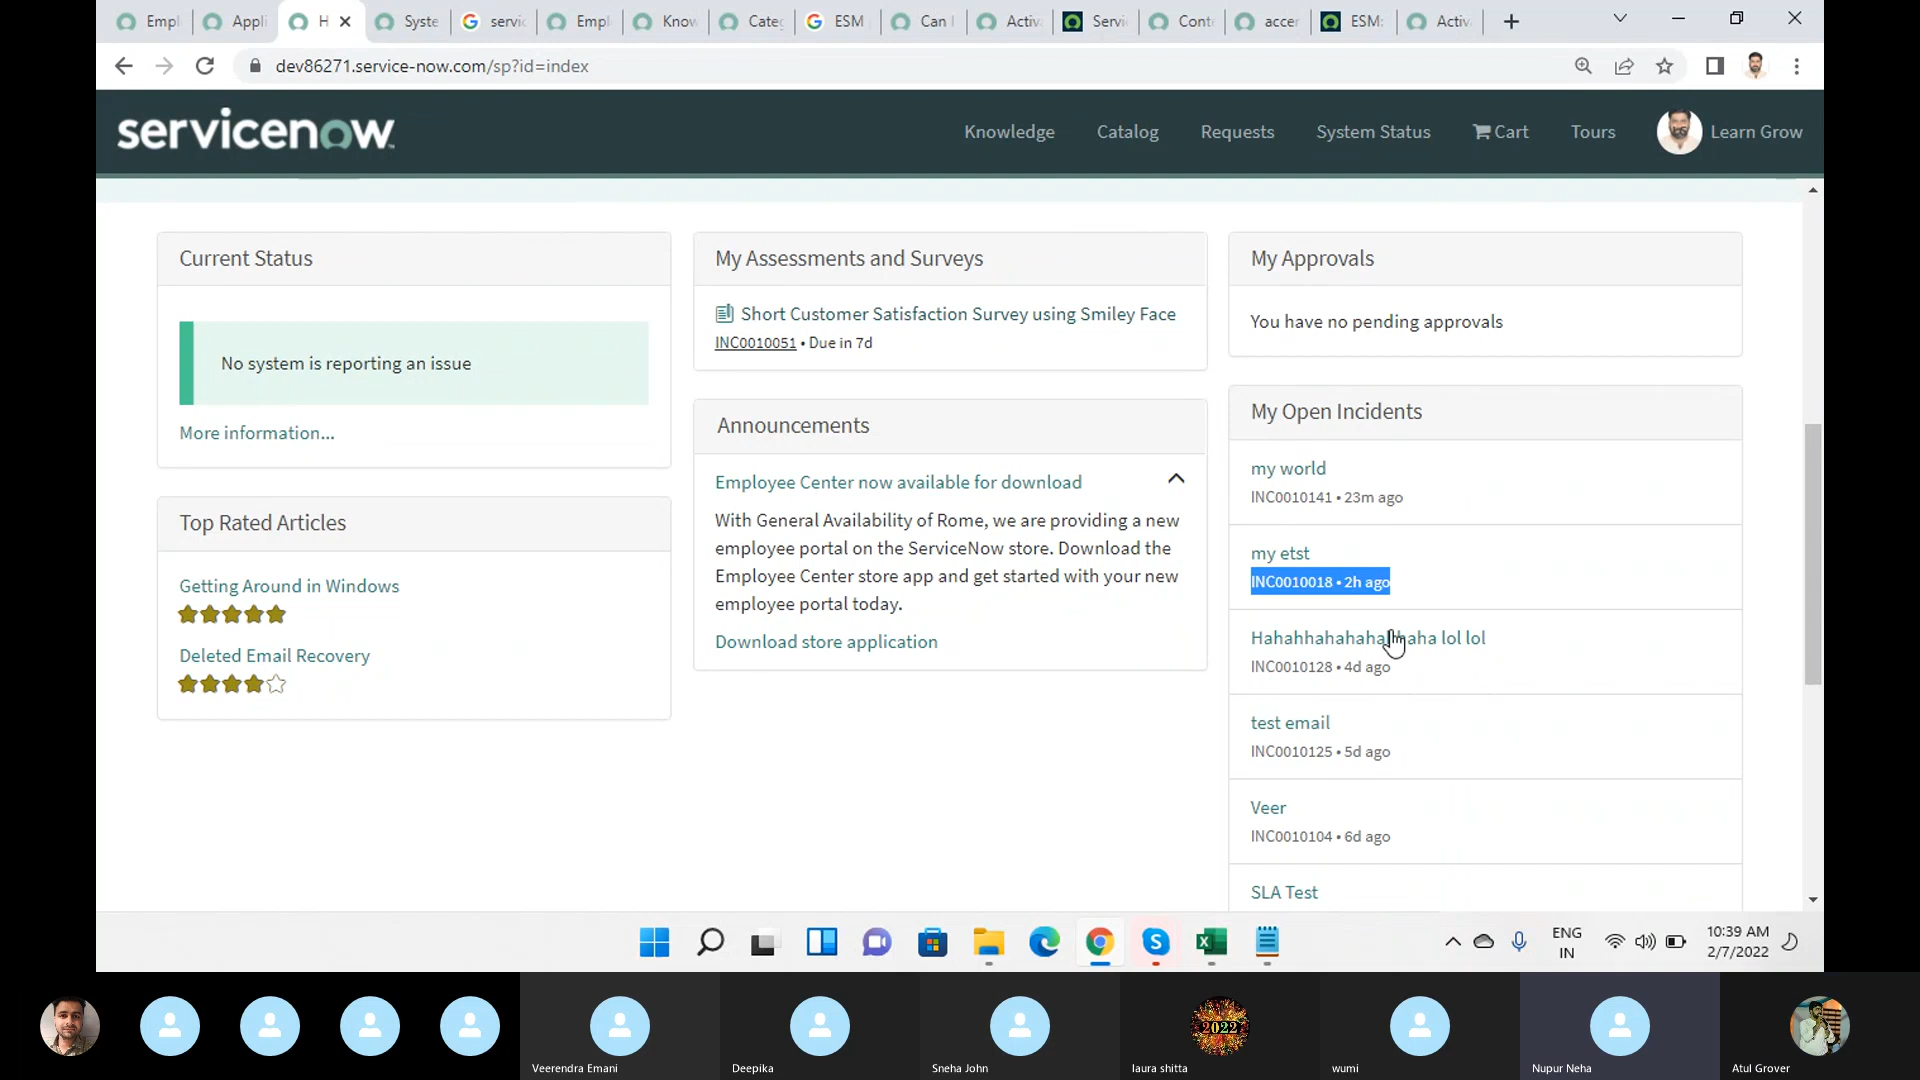 Empl
Appli
H
Syste
servic
Empl
Know
Categ
ESM
Can I
Activ
Servi
Cont
accer
ESM:
Activ
dev86271.service-now.com/sp?id=index
servicenow
Knowledge
Catalog
Requests
System Status
Cart
Tours
Learn Grow
Current Status
No system is reporting an issue
More information...
Top Rated Articles
Getting Around in Windows
Deleted Email Recovery
My Assessments and Surveys
Short Customer Satisfaction Survey using Smiley Face
INC0010051 • Due in 7d
Announcements
Employee Center now available for download
With General Availability of Rome, we are providing a new
employee portal on the ServiceNow store. Download the
Employee Center store app and get started with your new
employee portal today.
Download store application
My Approvals
You have no pending approvals
My Open Incidents
my world
INC0010141 • 23m ago
my etst
INC0010018 • 2h ago
lol lol
INC0010128 • 4d ago
test email
INC0010125 • 5d ago
Veer
INC0010104 • 6d ago
SLA Test
ENG
IN
10:39 AM
2/7/2022
2022
Veerendra Emani
Deepika
Sneha John
laura shitta
wumi
Nupur Neha
Atul Grover